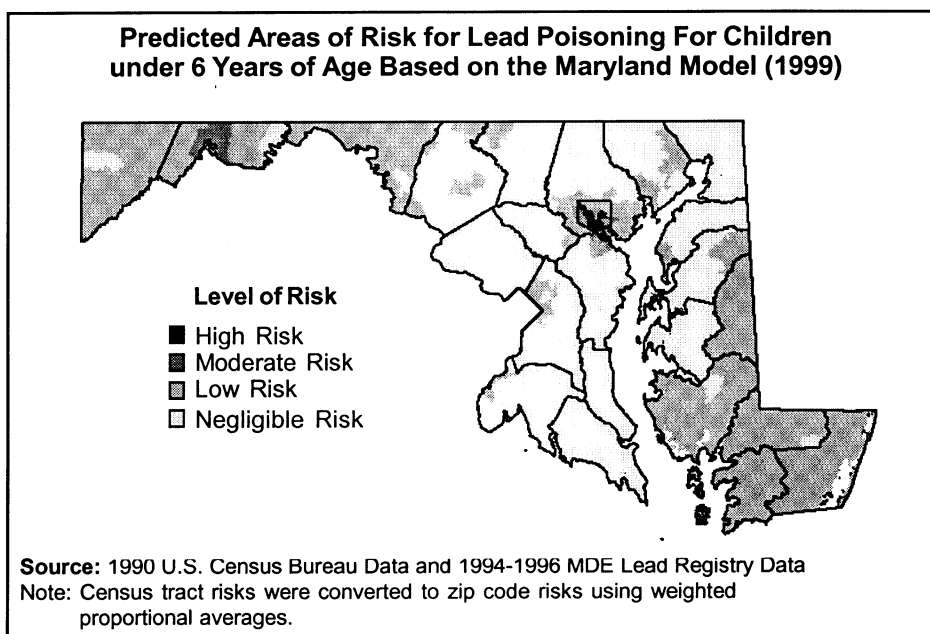 Predicted Areas of Risk for Lead Poisoning For Children
under 6 Years of Age Based on the Maryland Model (1999)
Level of Risk
High Risk
Moderate Risk
Low Risk
Negligible Risk
Source: 1990 U.S. Census Bureau Data and 1994-1996 MDE Lead Registry Data
Note: Census tract risks were converted to zip code risks using weighted
proportional averages.